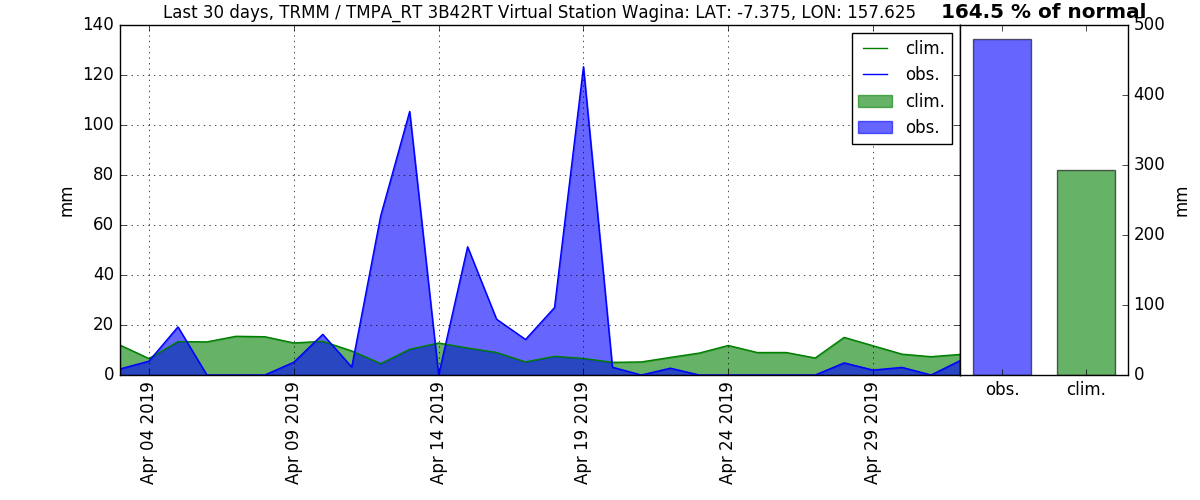 Last 30 days, TRMM / TMPA_RT 3B42RT Virtual Station Wagina: LAT: -7.375, LON: 157.625
164.5 % of normal
140
120
100
80
60
40
20
0
mm
clim.
obs.
clim.
obs.
Apr 04 2019
Apr 09 2019
Apr 14 2019
Apr 19 2019
Apr 24 2019
Apr 29 2019
500
400
300
200
100
0
mm
obs.
clim.